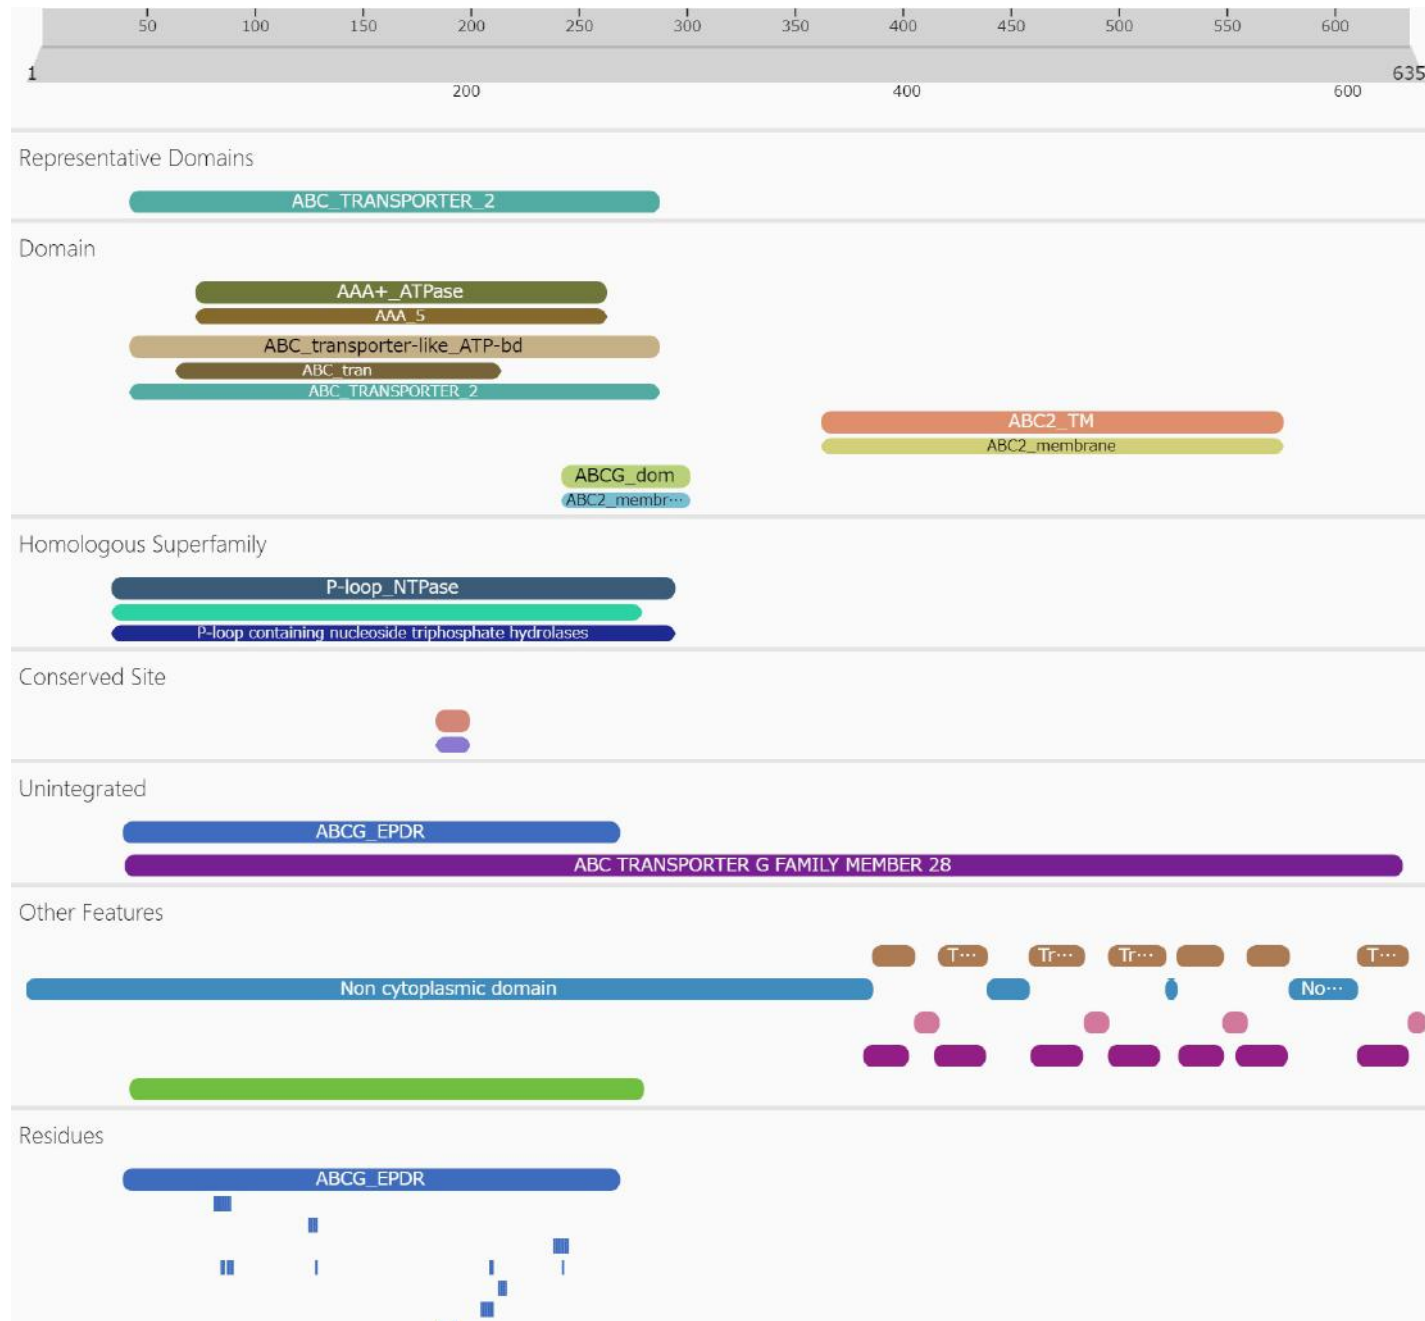 50 100 150 200 250 300 350 400 450 500 550 600
1 635
200 400 600
Representative Domains
ABC_TRANSPORTER_2
Domain
AAA+_ATPase
AAA_5
ABC_transporter-like_ATP-bd
ABC_tran
ABC_TRANSPORTER_2
ABC2_TM
ABC2_membrane
ABCG_dom
ABC2_membr···
Homologous Superfamily
P-loop_NTPase
P-loop containing nucleoside triphosphate hydrolases
Conserved Site
Unintegrated
ABCG_EPDR
ABC TRANSPORTER G FAMILY MEMBER 28
Other Features
T··· Tr··· Tr··· T···
Non cytoplasmic domain No···
Residues
ABCG_EPDR